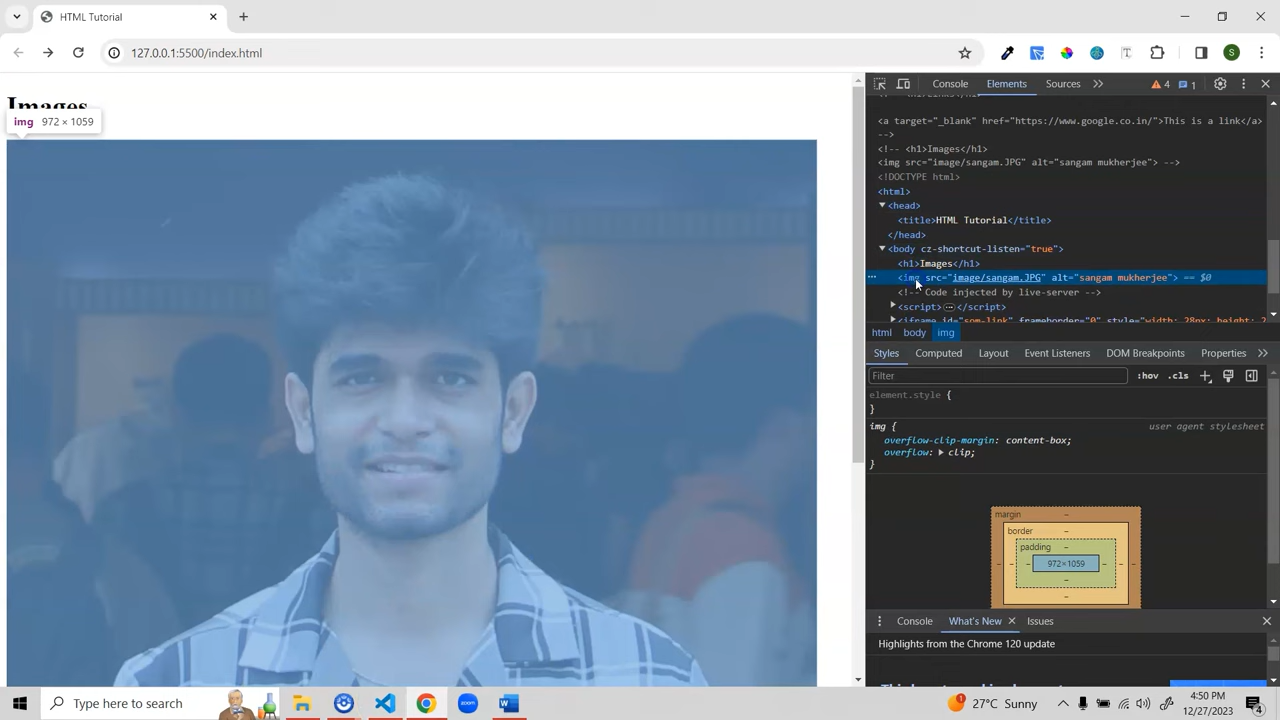 HTML Tutorial
127.0.0.1:5500/index.html
S
Images
img 972 × 1059
Console
Elements
Sources
4
1
<a target="_blank" href="https://www.google.co.in/">This is a link</a>
-->
<!-- <h1>Images</h1>
<img src="image/sangam.JPG" alt="sangam mukherjee"> -->
<!DOCTYPE html>
<html>
<head>
<title>HTML Tutorial</title>
</head>
<body cz-shortcut-listen="true">
<h1>Images</h1>
<img src="image/sangam.JPG" alt="sangam mukherjee"> == $0
<!-- Code injected by live-server -->
<script>…</script>
html body img
Styles Computed Layout Event Listeners DOM Breakpoints Properties
Filter
:hov .cls
element.style {
}
img { user agent stylesheet
overflow-clip-margin: content-box;
overflow: clip;
}
margin –
border –
padding –
– – – 972×1059 – – –
–
–
–
Console What's New Issues
Highlights from the Chrome 120 update
Type here to search
W
27°C Sunny
4:50 PM
12/27/2023
4